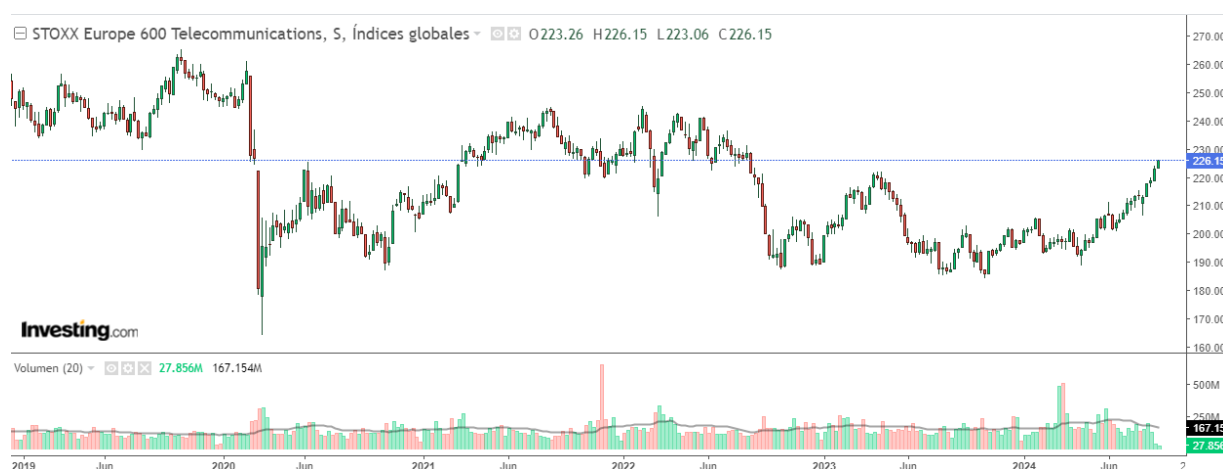 STOXX Europe 600 Telecommunications, S, Índices globales O223.26 H226.15 L223.06 C226.15
270.00
250.00
240.00
230.00
226.15
220.00
210.00
200.00
190.00
180.00
170.00
160.00
Investing.com
Volumen (20) 27.856M 167.154M
500M
250M
167.15
27.856
2019 Jun 2020 Jun 2021 Jun 2022 Jun 2023 Jun 2024 Jun 2